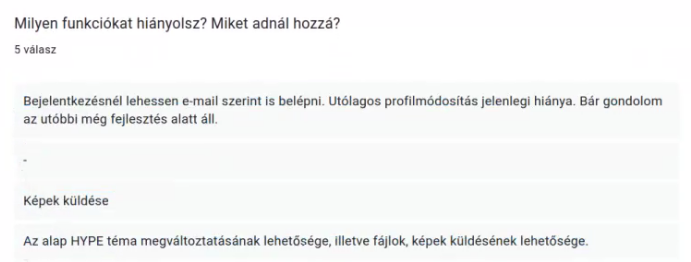 Milyen funkciókat hiányolsz? Miket adnál hozzá?
5 válasz
Bejelentkezésnél lehessen e-mail szerint is belépni. Utólagos profilmódosítás jelenlegi hiánya. Bár gondolom
az utóbbi még fejlesztés alatt áll.
-
Képek küldése
Az alap HYPE téma megváltoztatásának lehetősége, illetve fájlok, képek küldésének lehetősége.